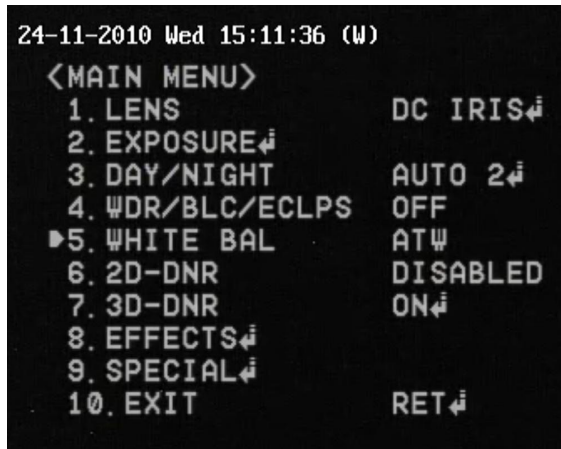 24-11-2010 Wed 15:11:36 (W)
<MAIN MENU>
1. LENS DC IRIS↲
2. EXPOSURE↲
3. DAY/NIGHT AUTO 2↲
4. WDR/BLC/ECLPS OFF
5. WHITE BAL ATW
6. 2D-DNR DISABLED
7. 3D-DNR ON↲
8. EFFECTS↲
9. SPECIAL↲
10. EXIT RET↲